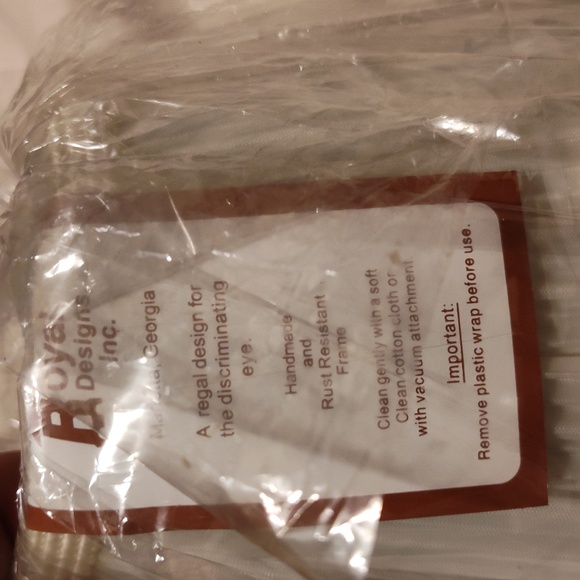 Royal
Designs
Inc.
Georgia
A regal design for
the discriminating
eye.
Handmade
and
Rust Resistant
Frame
Clean gently with a soft
Clean cotton cloth or
with vacuum attachment
Important:
Remove plastic wrap before use.